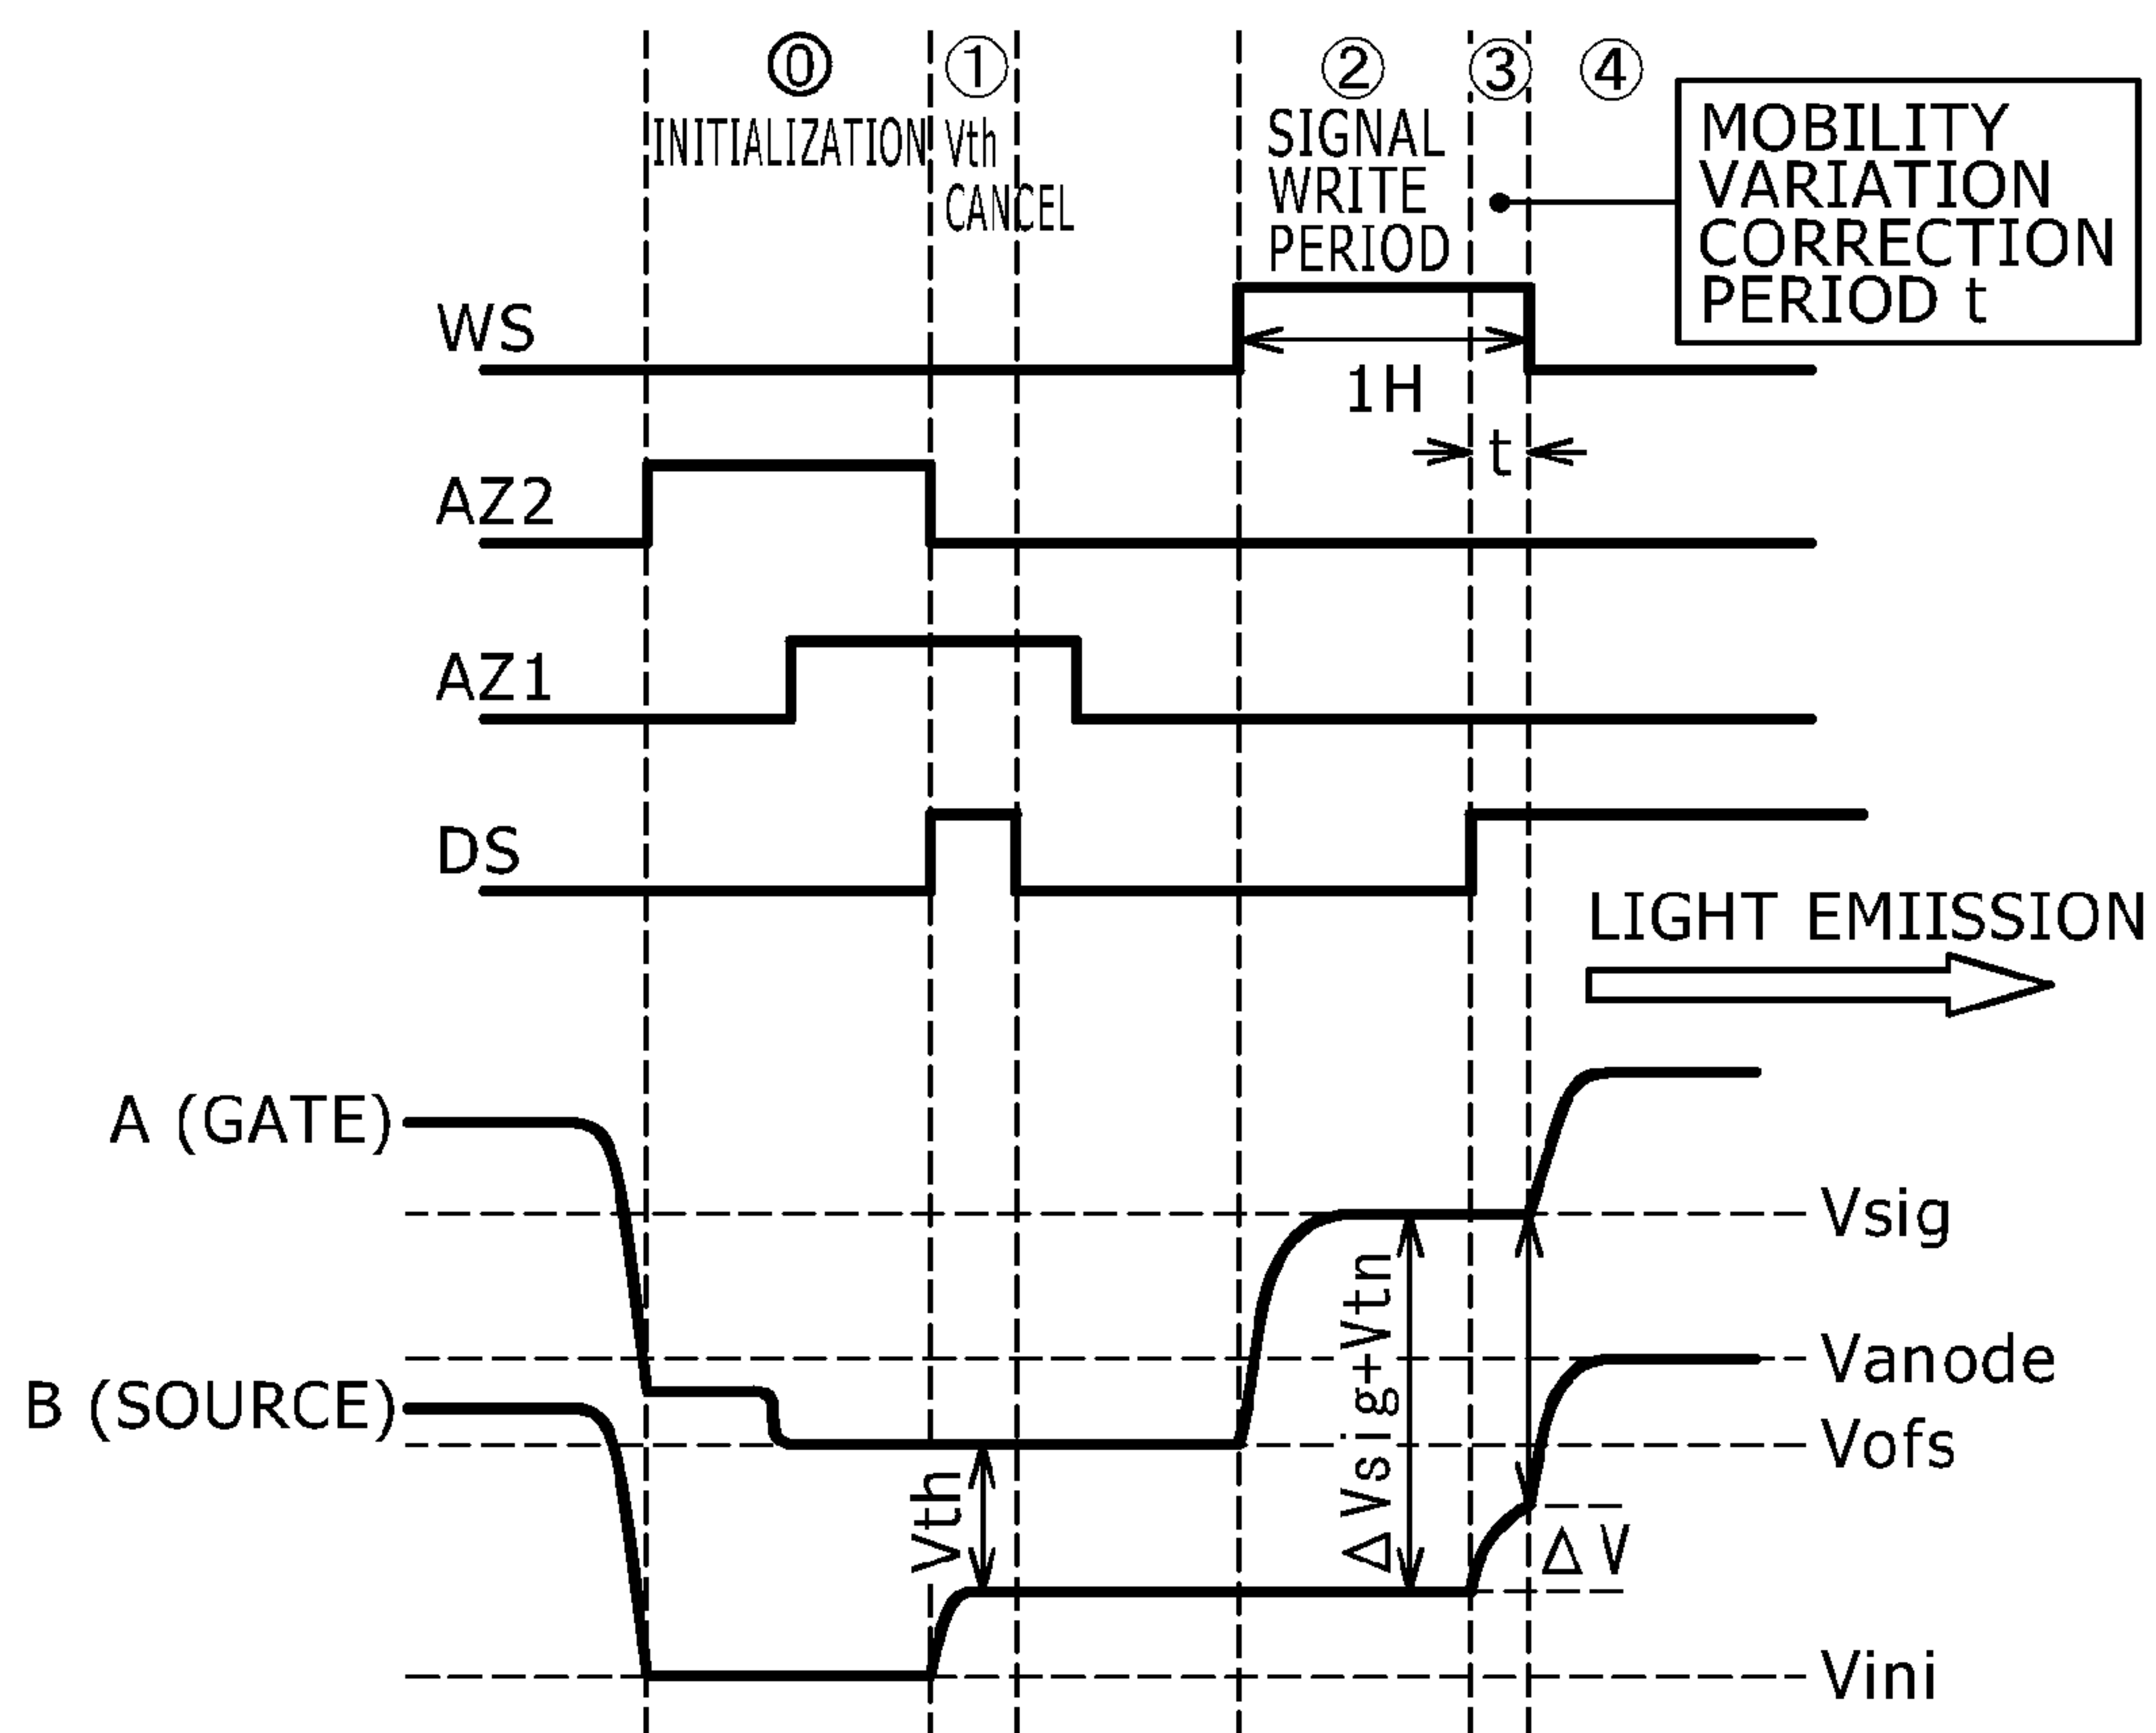 ⓪ ① ② ③ ④
INITIALIZATION
Vth
CANCEL
SIGNAL
WRITE
PERIOD
MOBILITY
VARIATION
CORRECTION
PERIOD t
WS
1H
t
AZ2
AZ1
DS
LIGHT EMIISSION
A (GATE)
Vsig
Vanode
B (SOURCE)
Vofs
Vth
ΔVsig+Vtn
ΔV
Vini